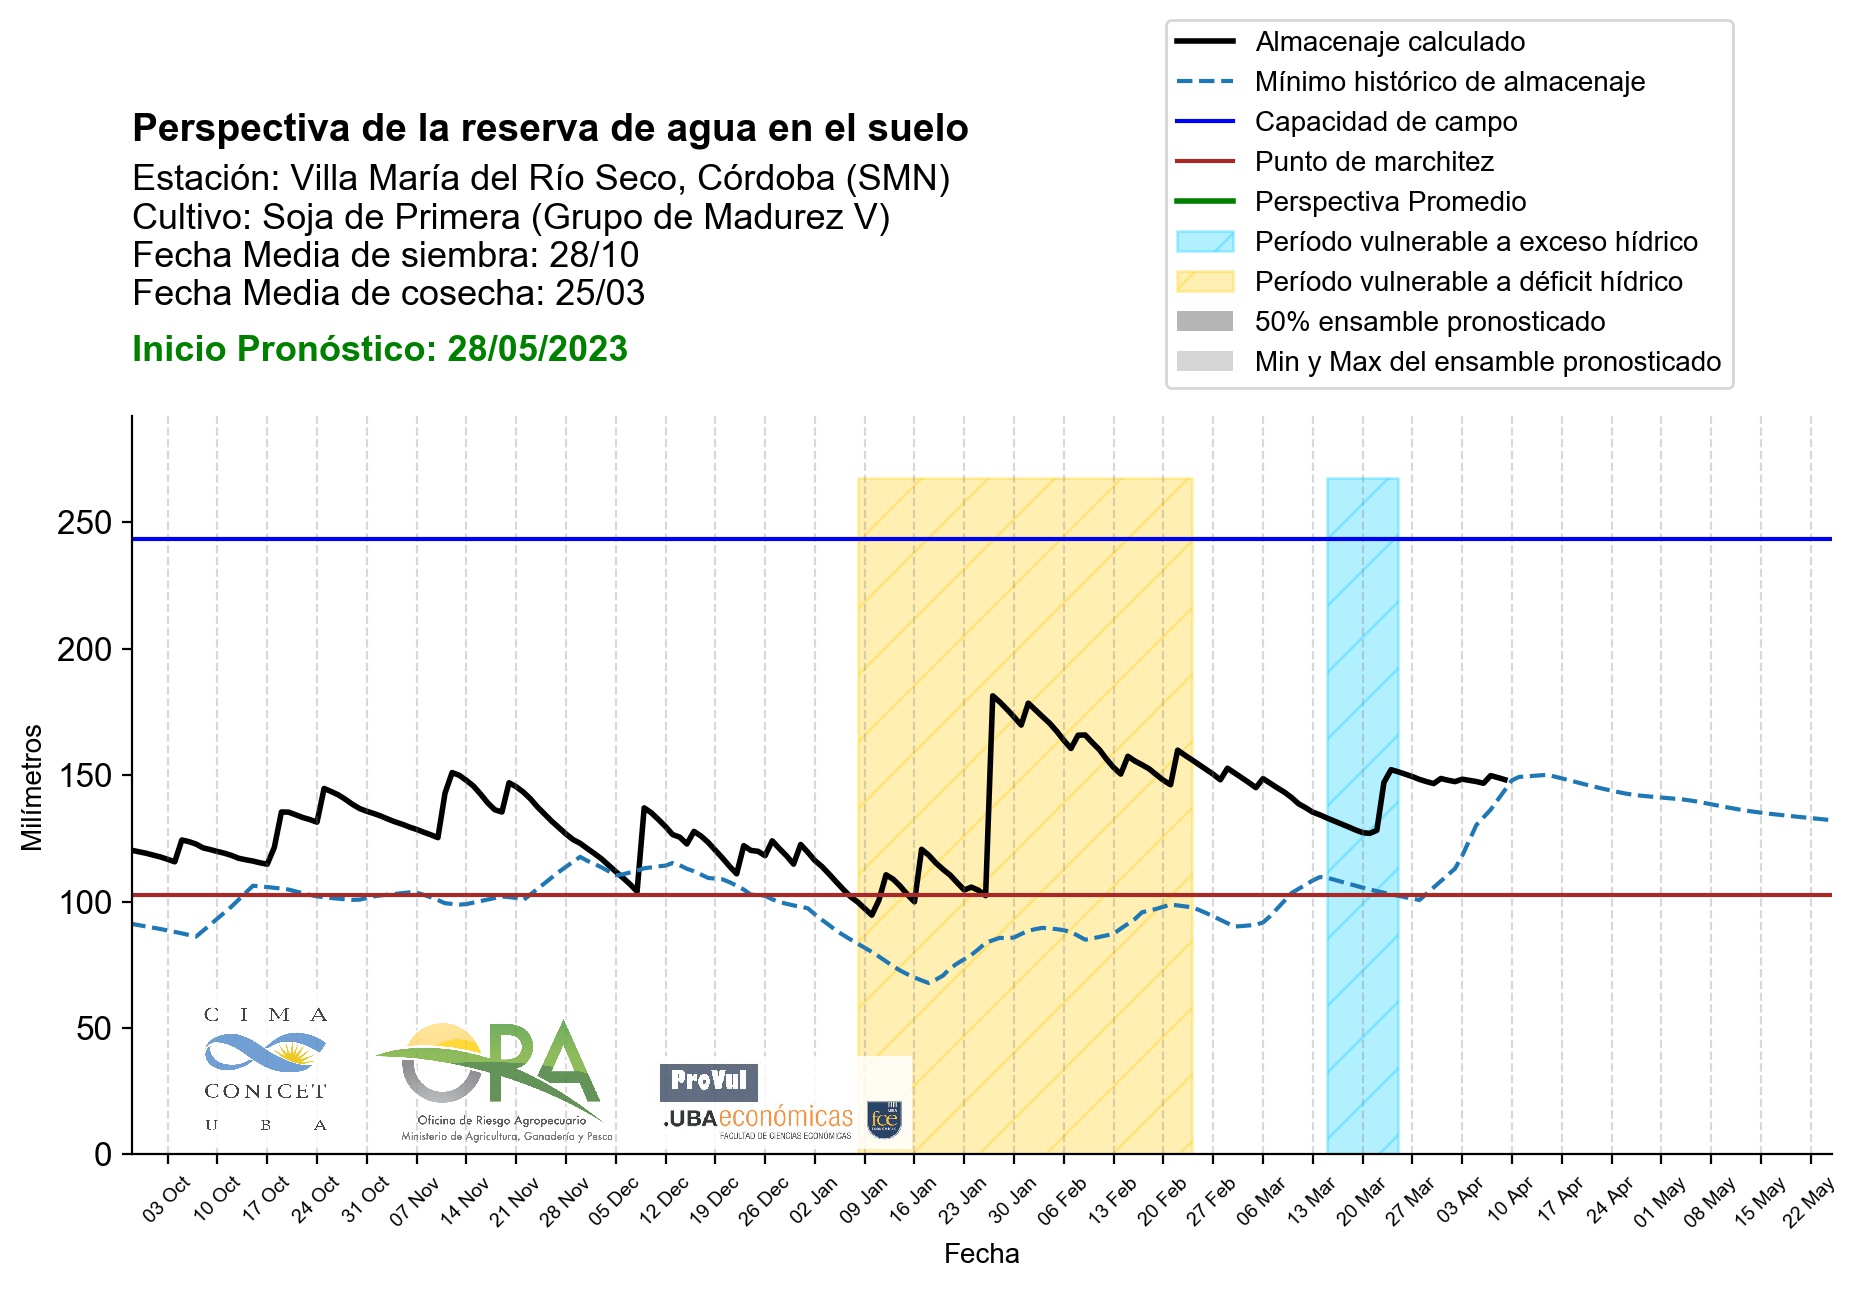 Almacenaje calculado
Mínimo histórico de almacenaje
Capacidad de campo
Punto de marchitez
Perspectiva Promedio
Período vulnerable a exceso hídrico
Período vulnerable a déficit hídrico
50% ensamble pronosticado
Min y Max del ensamble pronosticado
Perspectiva de la reserva de agua en el suelo
Estación: Villa María del Río Seco, Córdoba (SMN)
Cultivo: Soja de Primera (Grupo de Madurez V)
Fecha Media de siembra: 28/10
Fecha Media de cosecha: 25/03
Inicio Pronóstico: 28/05/2023
Milímetros
250
200
150
100
50
0
CIMA
CONICET
UBA
ORA
Oficina de Riesgo Agropecuario
Ministerio de Agricultura, Ganadería y Pesca
ProVul
.UBAeconómicas
FACULTAD DE CIENCIAS ECONÓMICAS
fce
03 Oct
10 Oct
17 Oct
24 Oct
31 Oct
07 Nov
14 Nov
21 Nov
28 Nov
05 Dec
12 Dec
19 Dec
26 Dec
02 Jan
09 Jan
16 Jan
23 Jan
30 Jan
06 Feb
13 Feb
20 Feb
27 Feb
06 Mar
13 Mar
20 Mar
27 Mar
03 Apr
10 Apr
17 Apr
24 Apr
01 May
08 May
15 May
22 May
Fecha